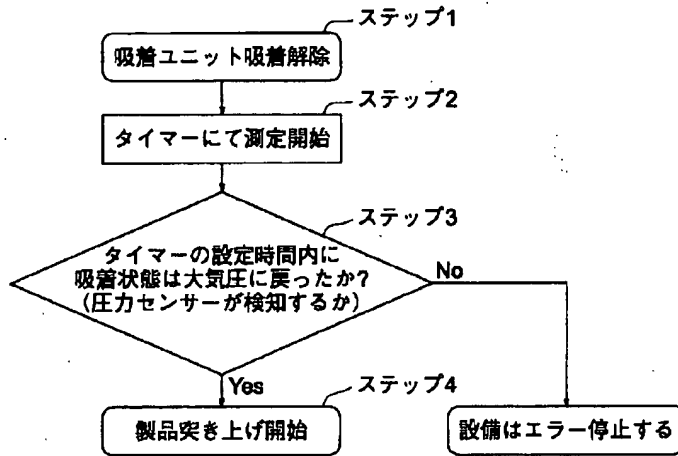 ステップ1
吸着ユニット吸着解除
ステップ2
タイマーにて測定開始
ステップ3
タイマーの設定時間内に
吸着状態は大気圧に戻ったか?
(圧力センサーが検知するか)
No
Yes
ステップ4
製品突き上げ開始
設備はエラー停止する